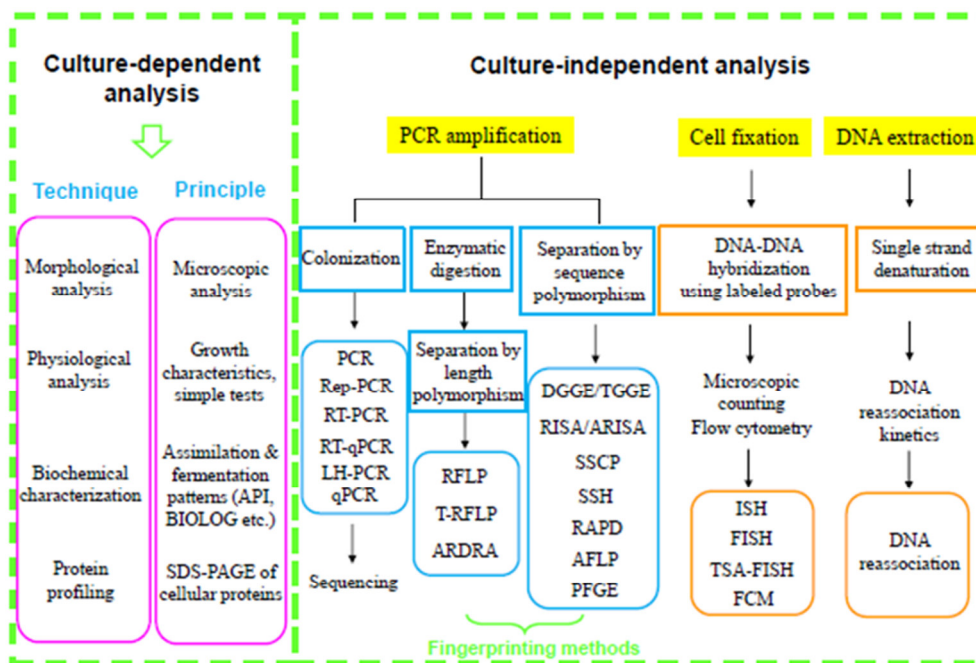 Culture-dependent
analysis
Technique
Principle
Morphological
analysis
Microscopic
analysis
Physiological
analysis
Growth
characteristics,
simple tests
Biochemical
characterization
Assimilation &
fermentation
patterns (API,
BIOLOG etc.)
Protein
profiling
SDS-PAGE of
cellular proteins
Culture-independent analysis
PCR amplification
Colonization
PCR
Rep-PCR
RT-PCR
RT-qPCR
LH-PCR
qPCR
Sequencing
Enzymatic
digestion
Separation by
length
polymorphism
RFLP
T-RFLP
ARDRA
Separation by
sequence
polymorphism
DGGE/TGGE
RISA/ARISA
SSCP
SSH
RAPD
AFLP
PFGE
Fingerprinting methods
Cell fixation
DNA-DNA
hybridization
using labeled probes
Microscopic
counting
Flow cytometry
ISH
FISH
TSA-FISH
FCM
DNA extraction
Single strand
denaturation
DNA
reassociation
kinetics
DNA
reassociation